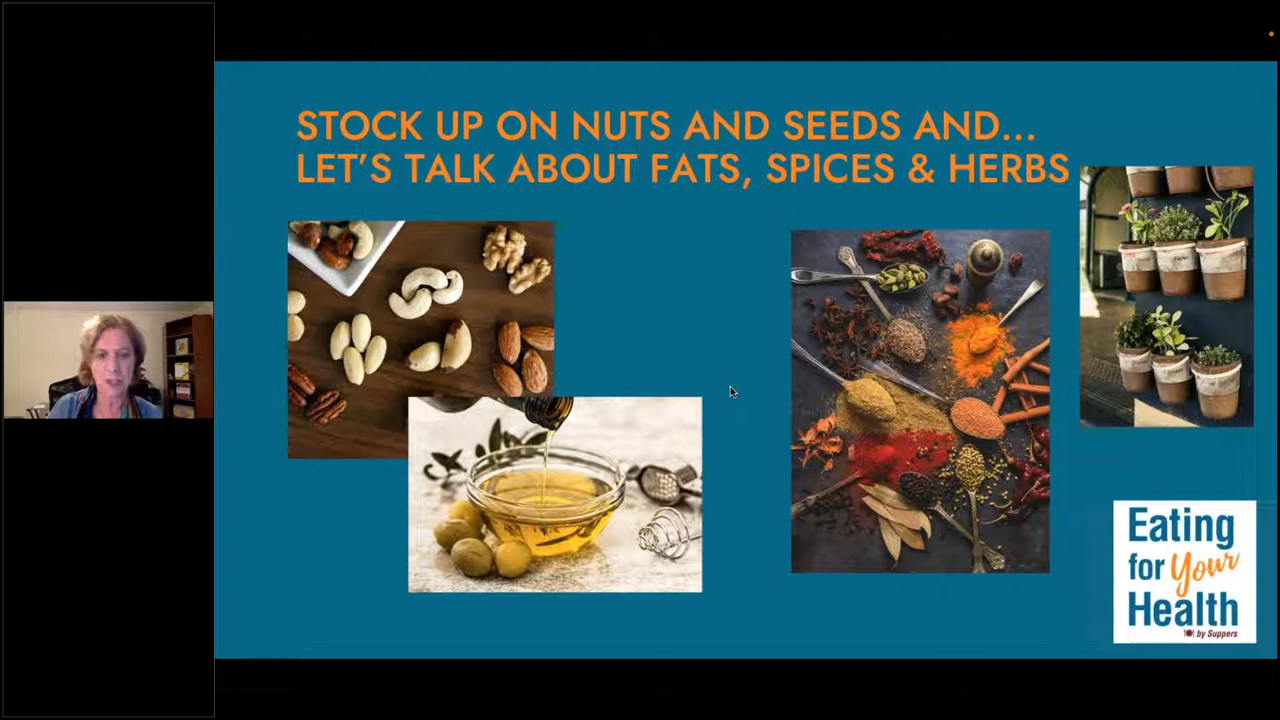 STOCK UP ON NUTS AND SEEDS AND...
LET'S TALK ABOUT FATS, SPICES & HERBS
Eating
for Your
Health
by Suppers